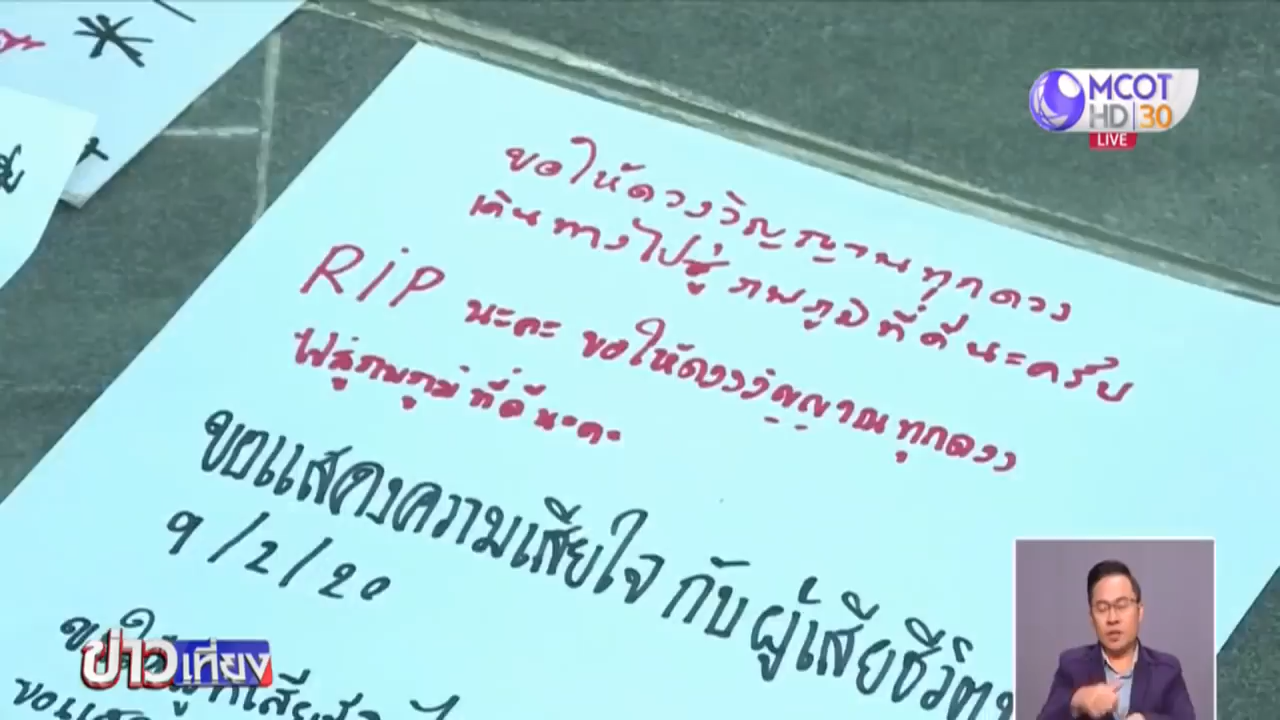 MCOT
HD 30
LIVE
ขอให้ดวงวิญญานทุกดวง
เดินทางไปสู่ภพภูมิที่ดีนะครับ
RIP นะคะ ขอให้ดวงวิญญาณทุกดวง
ไปสู่ภพภูมิที่ดีนะคะ
ขอแสดงความเสียใจกับผู้เสียชีวิต
9/2/20
ข่าวเที่ยง